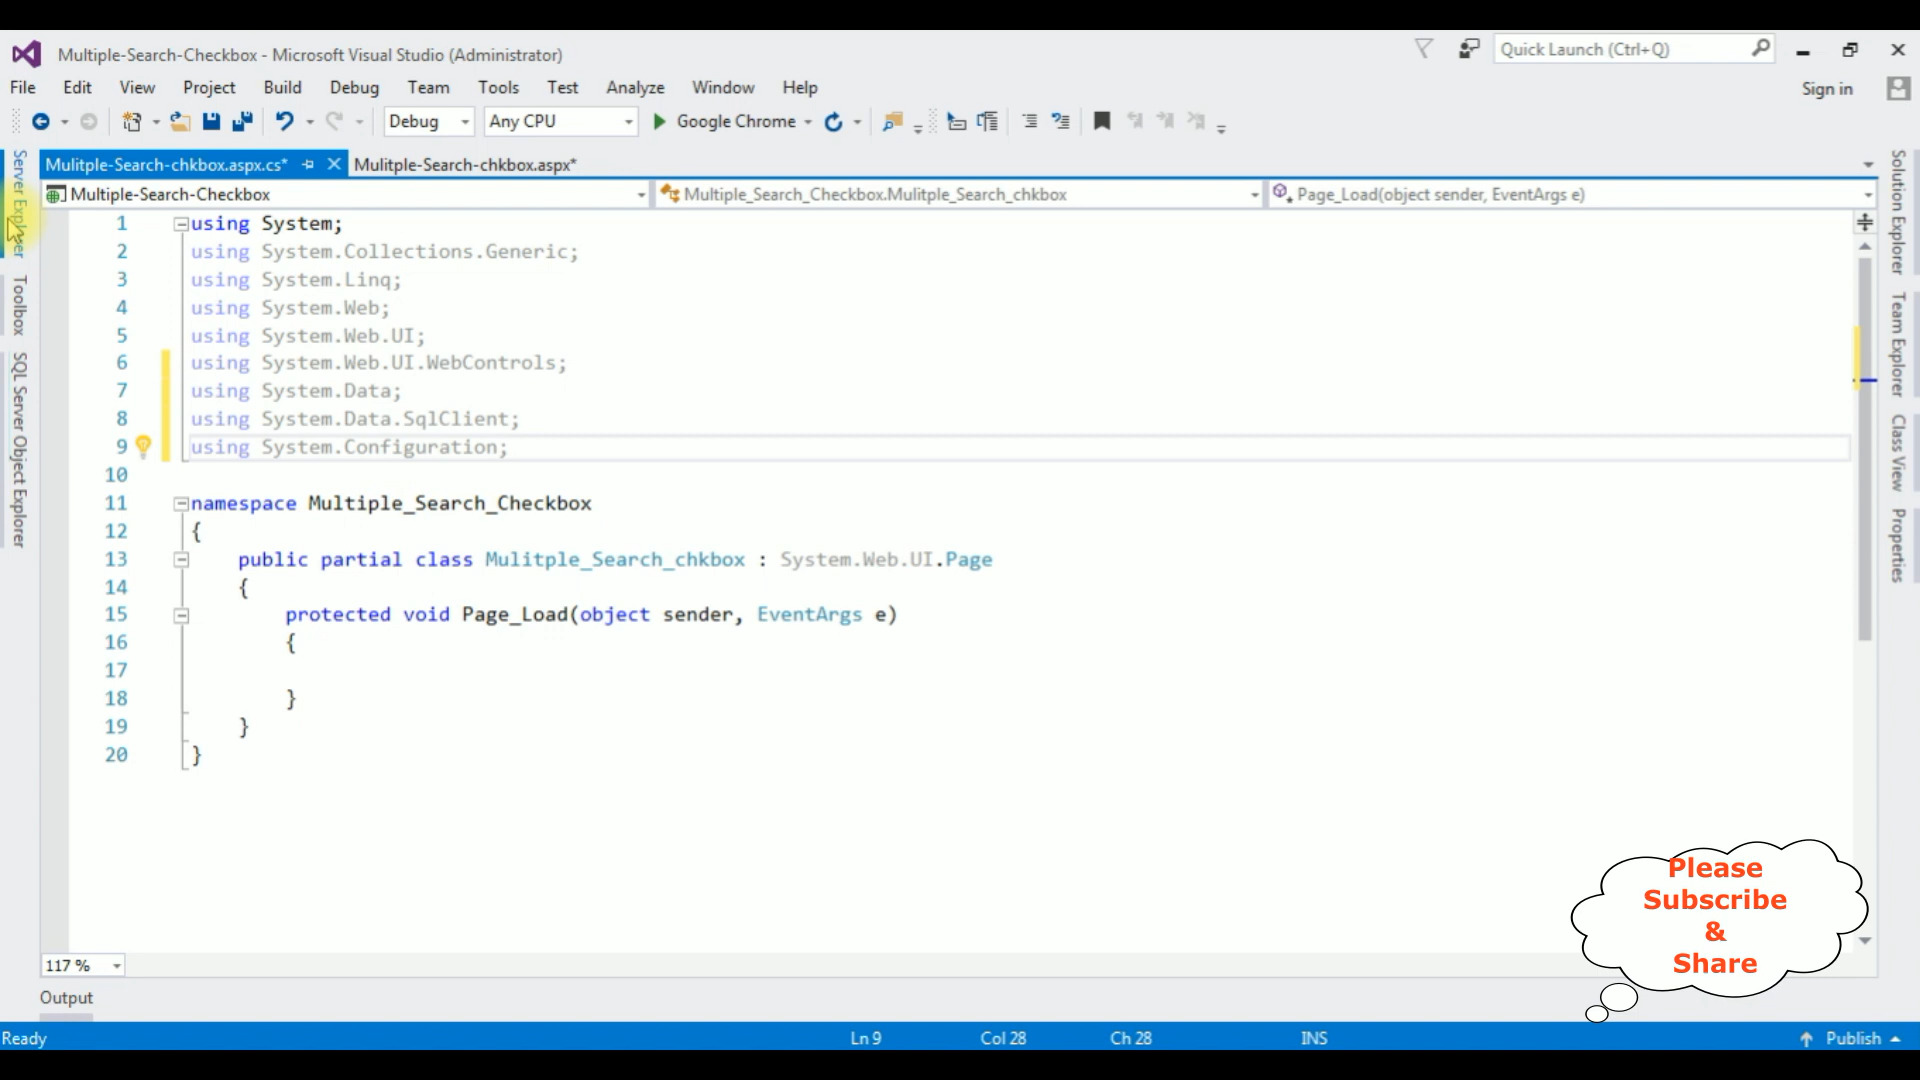 Multiple-Search-Checkbox - Microsoft Visual Studio (Administrator)
Quick Launch (Ctrl+Q)
File Edit View Project Build Debug Team Tools Test Analyze Window Help
Sign in
Debug Any CPU Google Chrome
Mulitple-Search-chkbox.aspx.cs* Mulitple-Search-chkbox.aspx*
Multiple-Search-Checkbox Multiple_Search_Checkbox.Mulitple_Search_chkbox Page_Load(object sender, EventArgs e)
Server Explorer
Toolbox
SQL Server Object Explorer
1 using System;
2 using System.Collections.Generic;
3 using System.Linq;
4 using System.Web;
5 using System.Web.UI;
6 using System.Web.UI.WebControls;
7 using System.Data;
8 using System.Data.SqlClient;
9 using System.Configuration;
10
11 namespace Multiple_Search_Checkbox
12 {
13 public partial class Mulitple_Search_chkbox : System.Web.UI.Page
14 {
15 protected void Page_Load(object sender, EventArgs e)
16 {
17
18 }
19 }
20 }
Solution Explorer
Team Explorer
Class View
Properties
Please
Subscribe
&
Share
117 %
Output
Ready Ln 9 Col 28 Ch 28 INS Publish